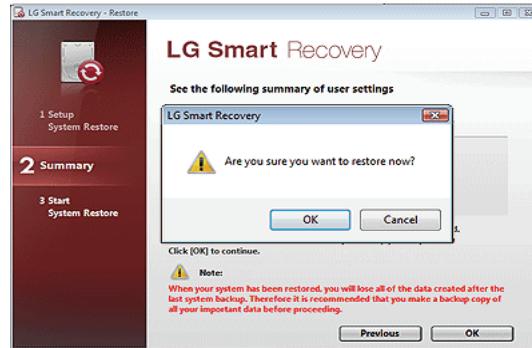 LG Smart Recovery - Restore
LG Smart Recovery
See the following summary of user settings
1 Setup
System Restore
2 Summary
3 Start
System Restore
LG Smart Recovery
Are you sure you want to restore now?
OK
Cancel
d.
Click [OK] to continue.
Note:
When your system has been restored, you will lose all of the data created after the
last system backup. Therefore it is recommended that you make a backup copy of
all your important data before proceeding.
Previous
OK